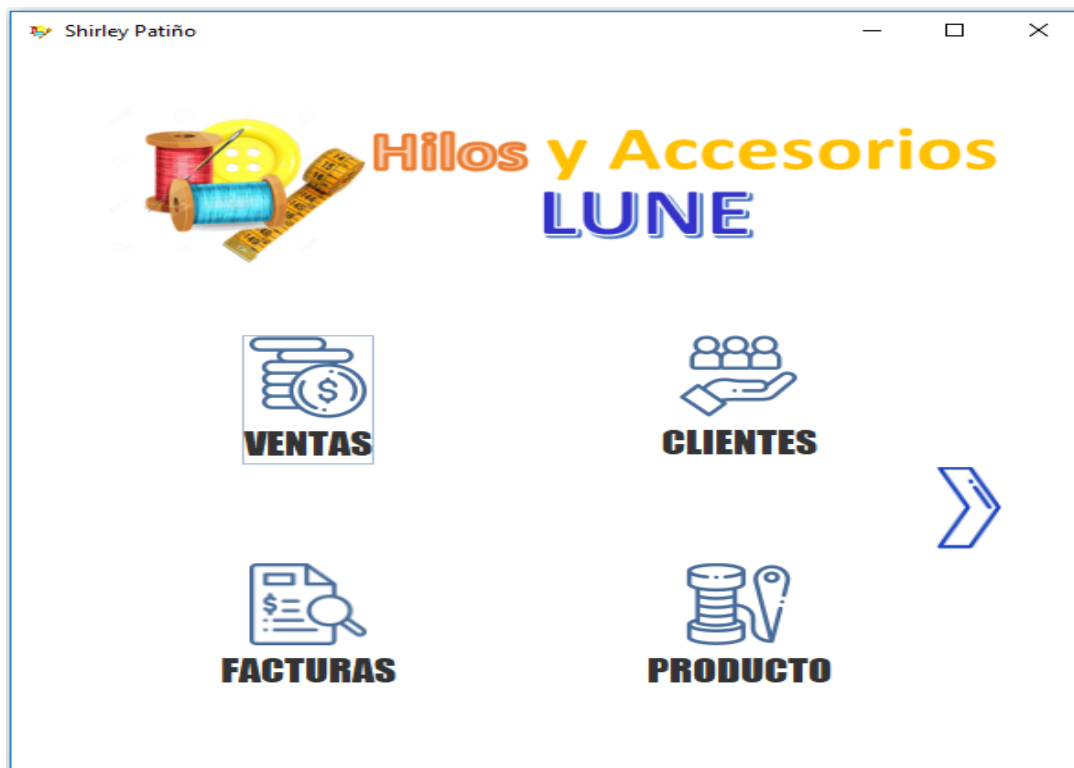 Shirley Patiño
Hilos y Accesorios
LUNE
VENTAS
CLIENTES
FACTURAS
PRODUCTO